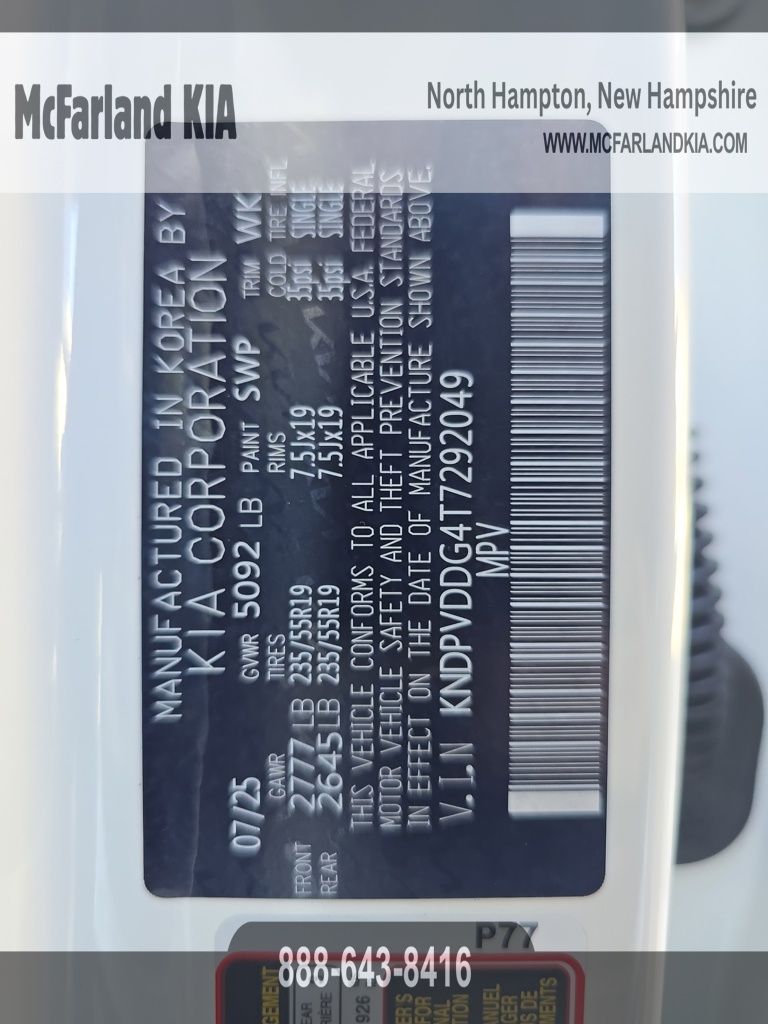 McFarland KIA
North Hampton, New Hampshire
WWW.MCFARLANDKIA.COM
MANUFACTURED IN KOREA BY
KIA CORPORATION
07/25 GVWR 5092 LB PAINT SWP TRIM WK
GAWR TIRES RIMS COLD TIRE INFL
FRONT 2777 LB 235/55R19 7.5Jx19 35psi SINGLE
REAR 2645 LB 235/55R19 7.5Jx19 35psi SINGLE
THIS VEHICLE CONFORMS TO ALL APPLICABLE U.S.A. FEDERAL
MOTOR VEHICLE SAFETY AND THEFT PREVENTION STANDARDS
IN EFFECT ON THE DATE OF MANUFACTURE SHOWN ABOVE.
V.I.N KNDPVDDG4T7292049
MPV
P77
888-643-8416